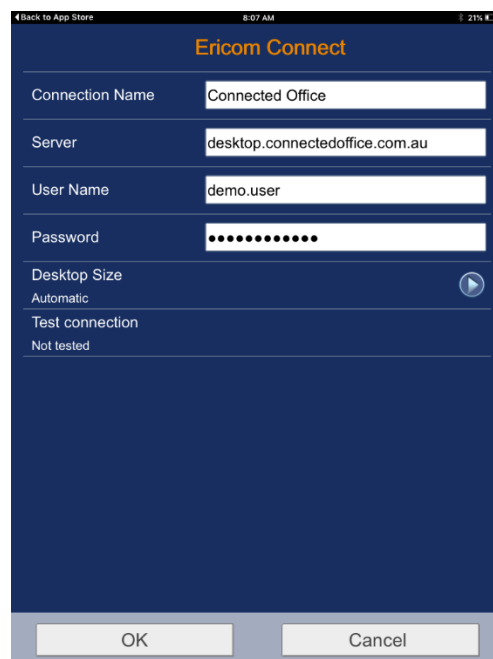 Back to App Store 8:07 AM 21%
Ericom Connect
Connection Name Connected Office
Server desktop.connectedoffice.com.au
User Name demo.user
Password ●●●●●●●●●●●●
Desktop Size
Automatic
Test connection
Not tested
OK Cancel